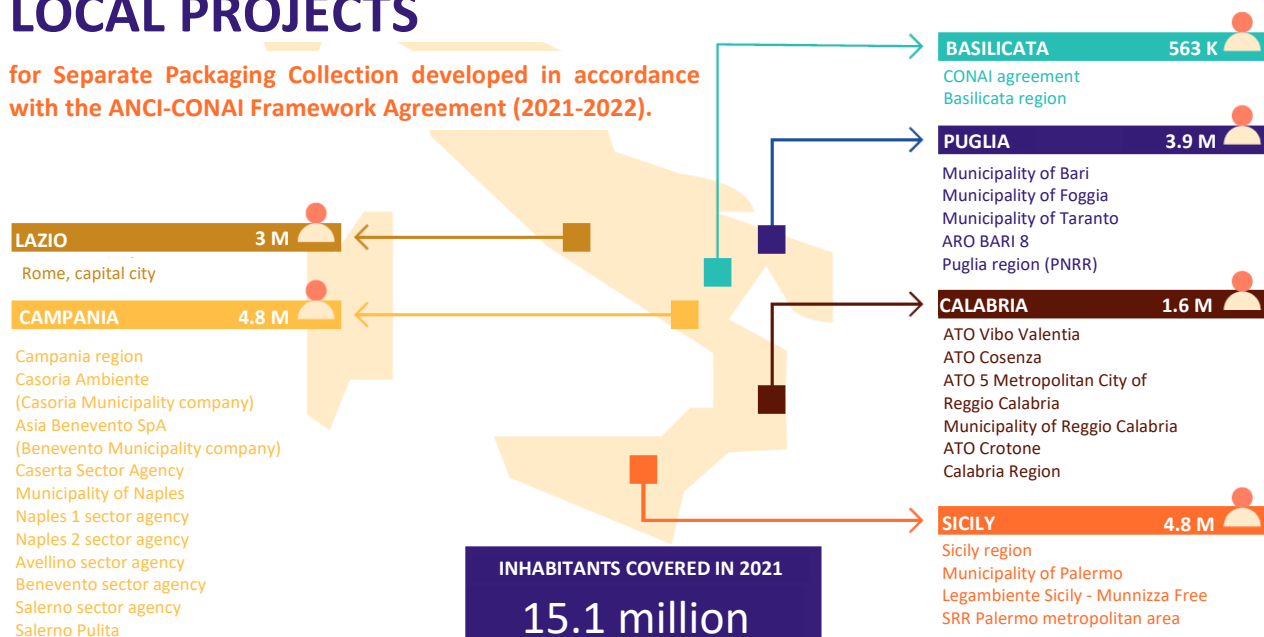 LOCAL PROJECTS
for Separate Packaging Collection developed in accordance
with the ANCI-CONAI Framework Agreement (2021-2022).
LAZIO 3 M
Rome, capital city
CAMPANIA 4.8 M
Campania region
Casoria Ambiente
(Casoria Municipality company)
Asia Benevento SpA
(Benevento Municipality company)
Caserta Sector Agency
Municipality of Naples
Naples 1 sector agency
Naples 2 sector agency
Avellino sector agency
Benevento sector agency
Salerno sector agency
Salerno Pulita
BASILICATA 563 K
CONAI agreement
Basilicata region
PUGLIA 3.9 M
Municipality of Bari
Municipality of Foggia
Municipality of Taranto
ARO BARI 8
Puglia region (PNRR)
CALABRIA 1.6 M
ATO Vibo Valentia
ATO Cosenza
ATO 5 Metropolitan City of
Reggio Calabria
Municipality of Reggio Calabria
ATO Crotone
Calabria Region
SICILY 4.8 M
Sicily region
Municipality of Palermo
Legambiente Sicily - Munnizza Free
SRR Palermo metropolitan area
INHABITANTS COVERED IN 2021
15.1 million